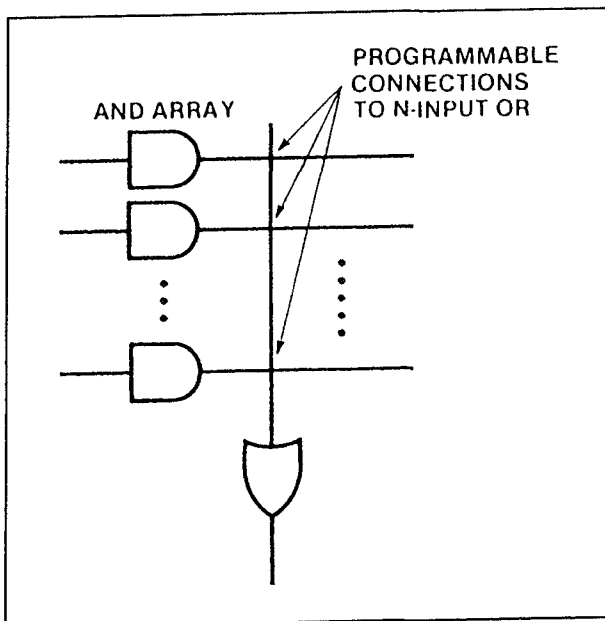 PROGRAMMABLE
CONNECTIONS
TO N-INPUT OR
AND ARRAY